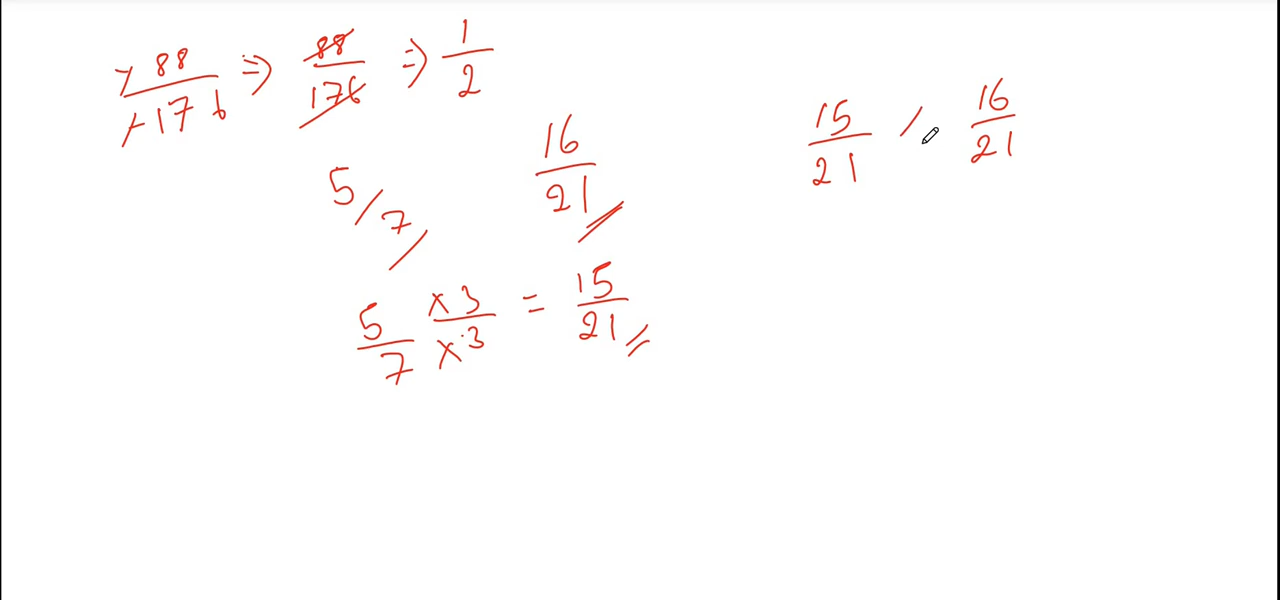 -88/-176 ⇒ 88/176 ⇒ 1/2
5/7, 16/21
5/7 ×3/×3 = 15/21
15/21 , 16/21